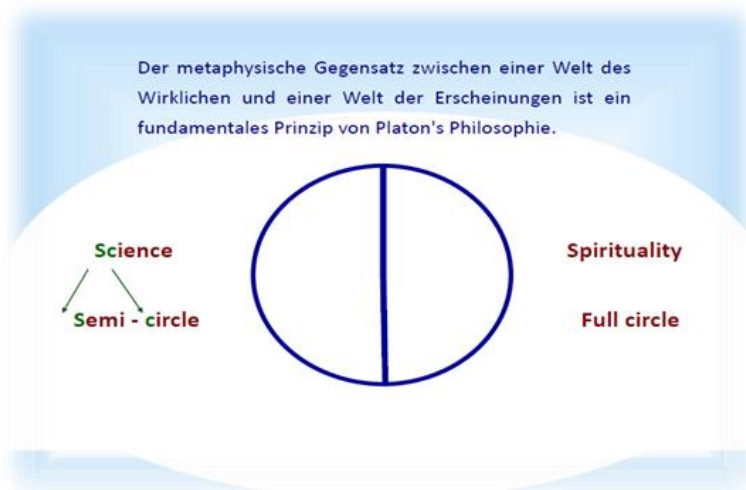 Der metaphysische Gegensatz zwischen einer Welt des
Wirklichen und einer Welt der Erscheinungen ist ein
fundamentales Prinzip von Platon's Philosophie.
Science
Spirituality
Semi - circle
Full circle